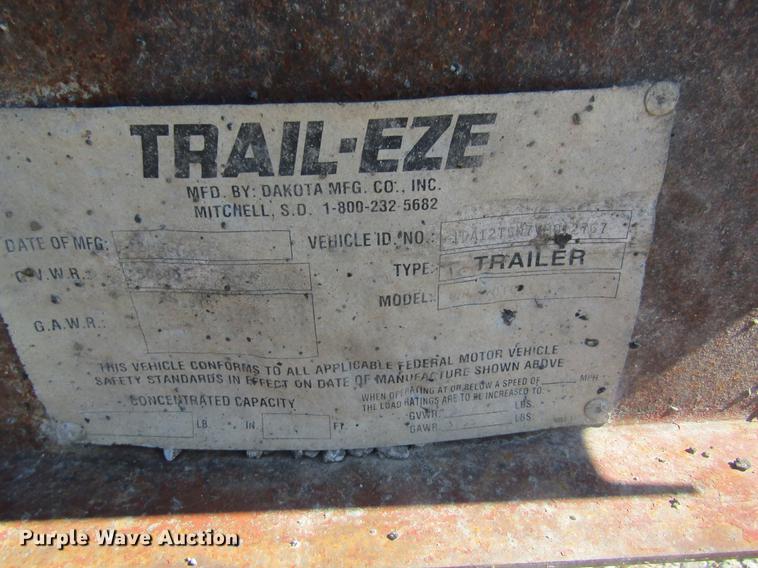 TRAIL-EZE
MFD. BY: DAKOTA MFG. CO., INC.
MITCHELL, S.D. 1-800-232-5682
DATE OF MFG:
VEHICLE ID. NO.:
G.V.W.R.:
TYPE: TRAILER
MODEL:
G.A.W.R.:
THIS VEHICLE CONFORMS TO ALL APPLICABLE FEDERAL MOTOR VEHICLE
SAFETY STANDARDS IN EFFECT ON DATE OF MANUFACTURE SHOWN ABOVE
CONCENTRATED CAPACITY
LB. IN FT.
WHEN OPERATING AT OR BELOW A SPEED OF MPH
THE LOAD RATINGS ARE TO BE INCREASED TO:
GVWR LBS.
GAWR LBS.
Purple Wave Auction